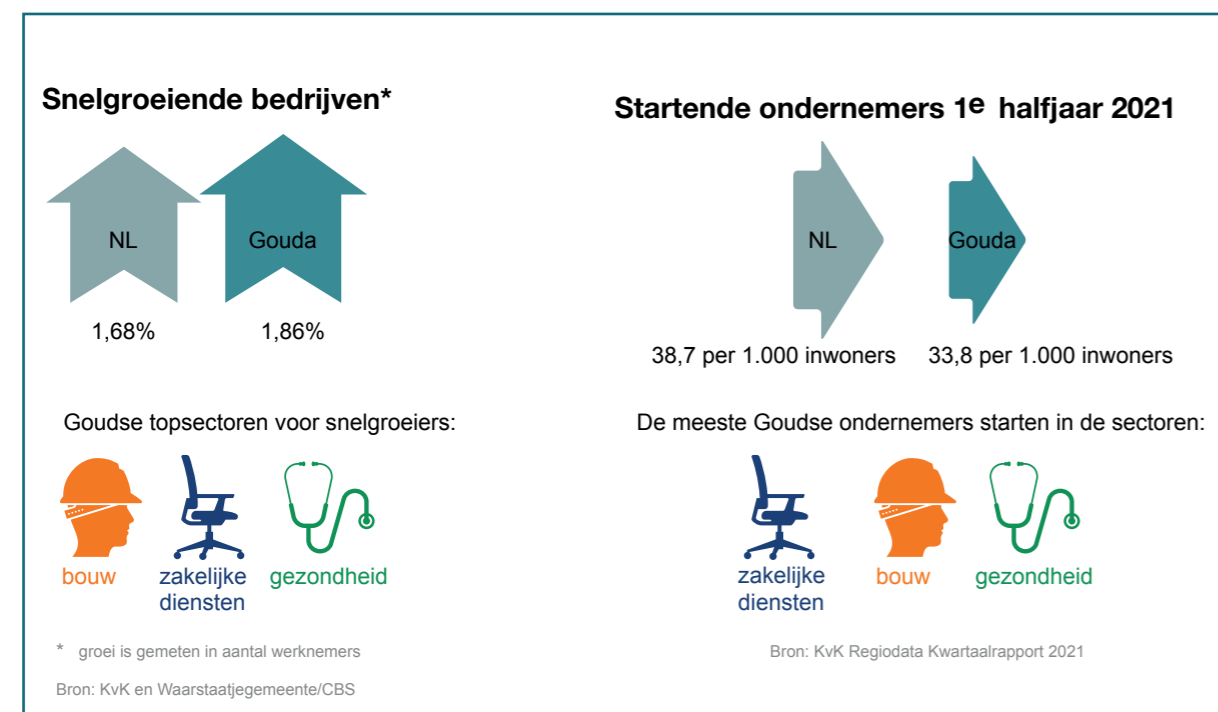 Snelgroeiende bedrijven*
NL
Gouda
1,68%
1,86%
Goudse topsectoren voor snelgroeiers:
bouw
zakelijke
diensten
gezondheid
* groei is gemeten in aantal werknemers
Bron: KvK en Waarstaatjegemeente/CBS
Startende ondernemers 1e halfjaar 2021
NL
Gouda
38,7 per 1.000 inwoners
33,8 per 1.000 inwoners
De meeste Goudse ondernemers starten in de sectoren:
zakelijke
diensten
bouw
gezondheid
Bron: KvK Regiodata Kwartaalrapport 2021